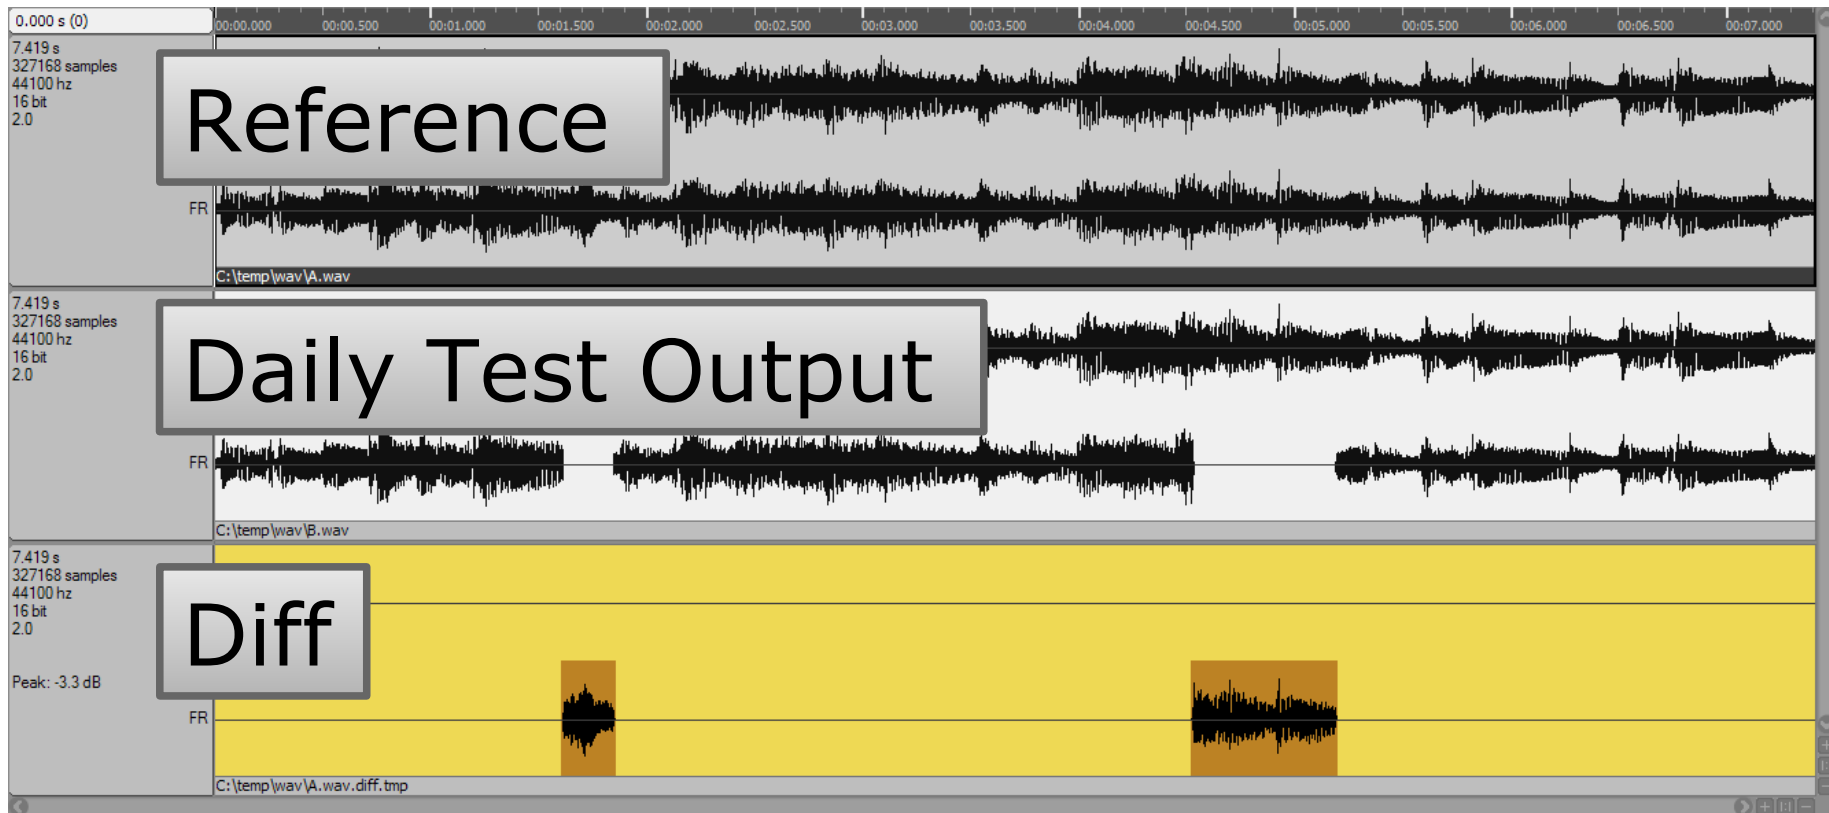 0.000 s (0)
00:00.000 00:00.500 00:01.000 00:01.500 00:02.000 00:02.500 00:03.000 00:03.500 00:04.000 00:04.500 00:05.000 00:05.500 00:06.000 00:06.500 00:07.000
7.419 s
327168 samples
44100 hz
16 bit
2.0
Reference
FR
C:\temp\wav\A.wav
7.419 s
327168 samples
44100 hz
16 bit
2.0
Daily Test Output
FR
C:\temp\wav\B.wav
7.419 s
327168 samples
44100 hz
16 bit
2.0
Diff
Peak: -3.3 dB
FR
C:\temp\wav\A.wav.diff.tmp